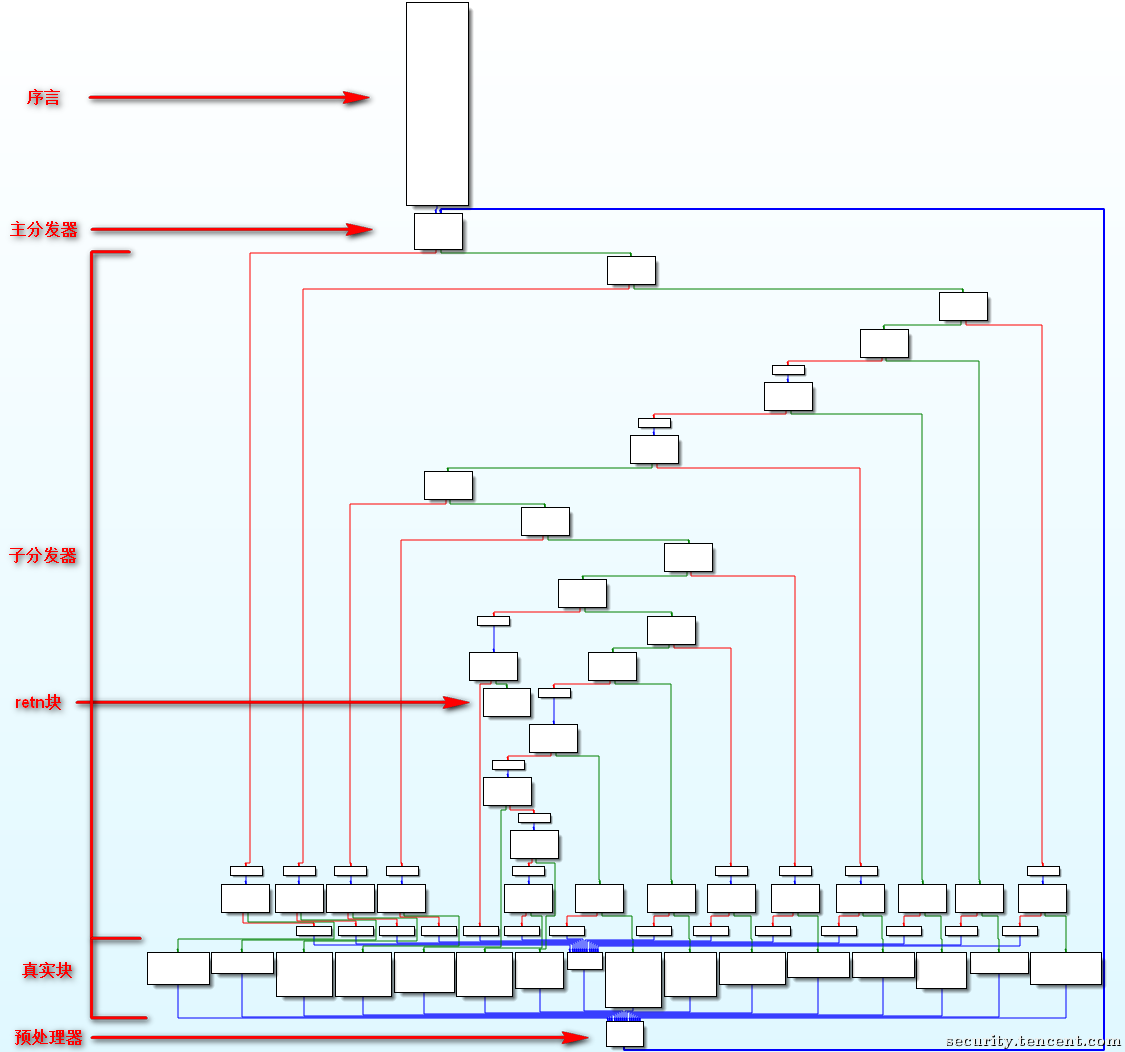 序言
主分发器
子分发器
retn块
真实块
预处理器
security.tencent.com